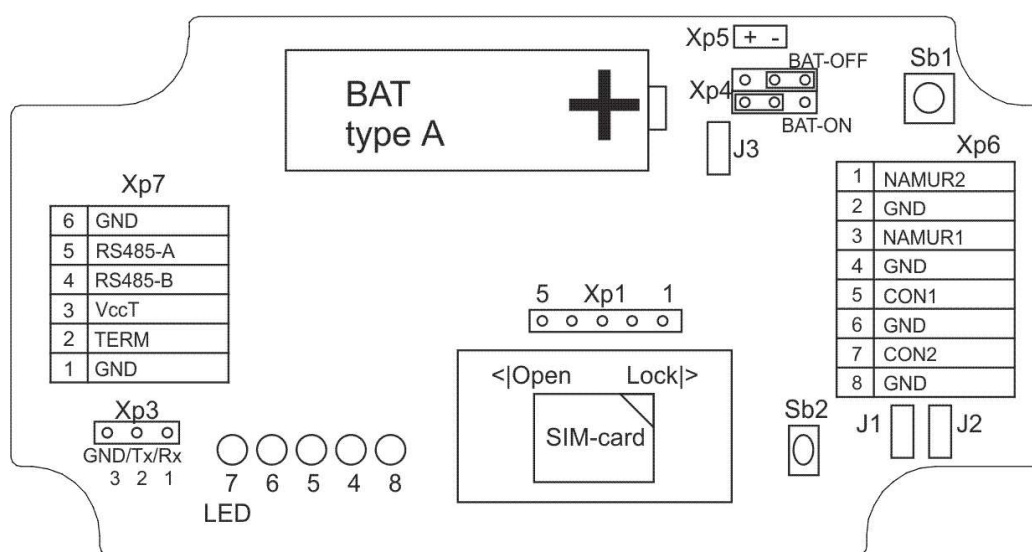 Xp5 + -
BAT-OFF
Sb1
BAT
type A
Xp4
BAT-ON
J3
Xp6
1 NAMUR2
2 GND
3 NAMUR1
4 GND
5 CON1
6 GND
7 CON2
8 GND
Xp7
6 GND
5 RS485-A
4 RS485-B
3 VccT
2 TERM
1 GND
5 Xp1 1
<|Open Lock|>
SIM-card
Sb2
J1
J2
Xp3
GND/Tx/Rx
3 2 1
7 6 5 4 8
LED